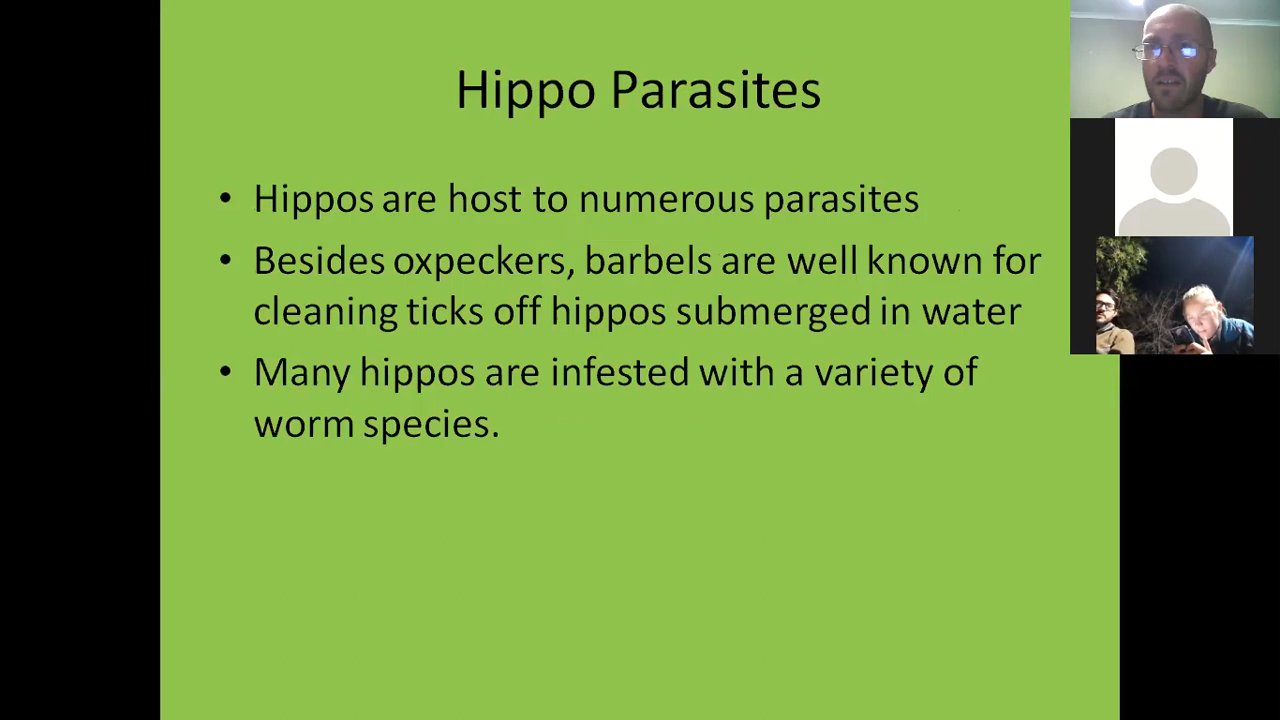 Hippo Parasites
• Hippos are host to numerous parasites
• Besides oxpeckers, barbels are well known for
cleaning ticks off hippos submerged in water
• Many hippos are infested with a variety of
worm species.